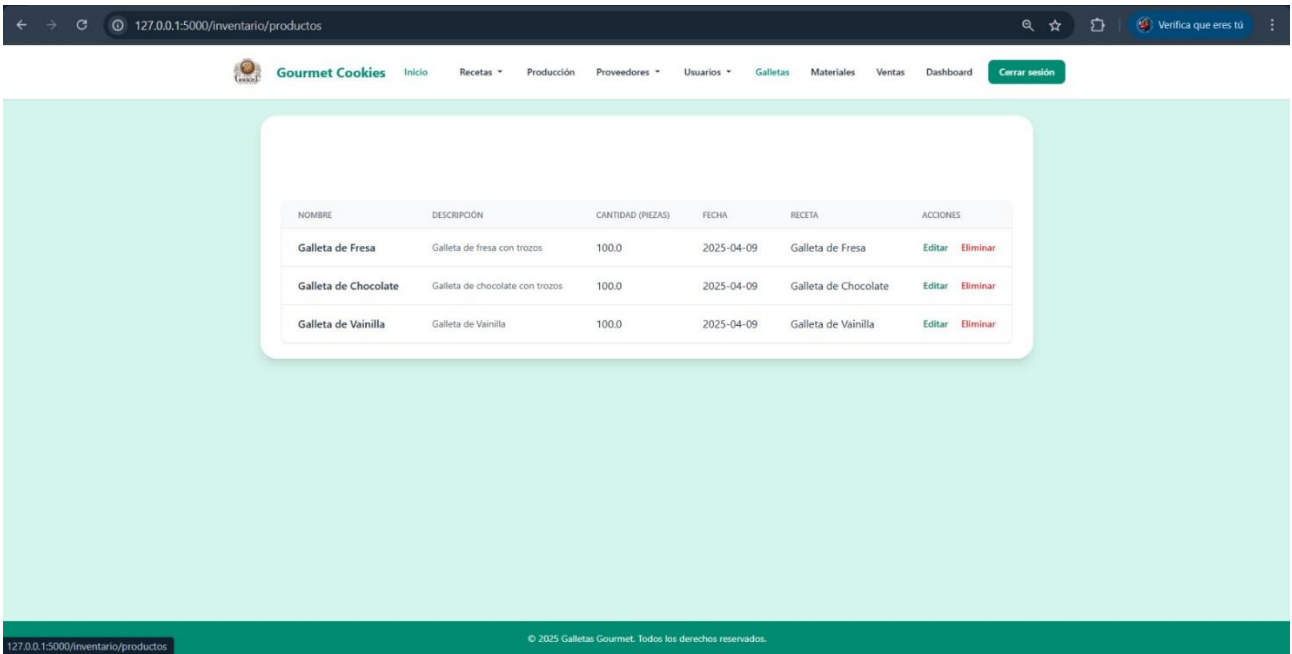 127.0.0.1:5000/inventario/productos
Verifica que eres tú
Gourmet Cookies Inicio Recetas Producción Proveedores Usuarios Galletas Materiales Ventas Dashboard Cerrar sesión
NOMBRE DESCRIPCIÓN CANTIDAD (PIEZAS) FECHA RECETA ACCIONES
Galleta de Fresa Galleta de fresa con trozos 100.0 2025-04-09 Galleta de Fresa Editar Eliminar
Galleta de Chocolate Galleta de chocolate con trozos 100.0 2025-04-09 Galleta de Chocolate Editar Eliminar
Galleta de Vainilla Galleta de Vainilla 100.0 2025-04-09 Galleta de Vainilla Editar Eliminar
© 2025 Galletas Gourmet. Todos los derechos reservados.
127.0.0.1:5000/inventario/productos